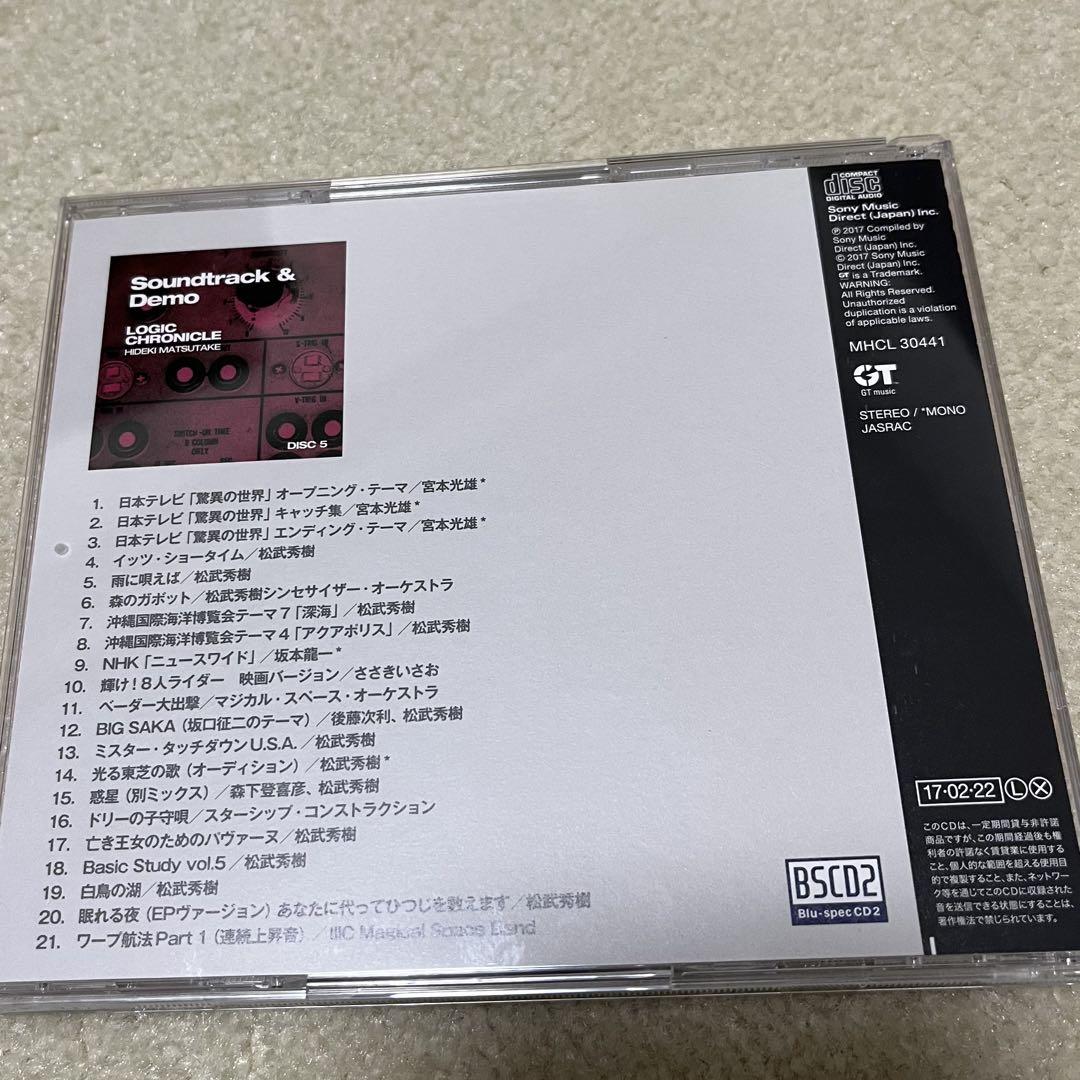 Soundtrack &
Demo
LOGIC
CHRONICLE
HIDEKI MATSUTAKE
S-TRIG IN
V-TRIG IN
SWITCH-ON TAKE
B COLUMN
ONLY
DISC 5
1. 日本テレビ「驚異の世界」オープニング・テーマ／宮本光雄*
2. 日本テレビ「驚異の世界」キャッチ集／宮本光雄*
3. 日本テレビ「驚異の世界」エンディング・テーマ／宮本光雄*
4. イッツ・ショータイム／松武秀樹
5. 雨に唄えば／松武秀樹
6. 森のガボット／松武秀樹シンセサイザー・オーケストラ
7. 沖縄国際海洋博覧会テーマ7「深海」／松武秀樹
8. 沖縄国際海洋博覧会テーマ4「アクアポリス」／松武秀樹
9. NHK「ニュースワイド」／坂本龍一*
10. 輝け！8人ライダー　映画バージョン／ささきいさお
11. ベーダー大出撃／マジカル・スペース・オーケストラ
12. BIG SAKA（坂口征二のテーマ）／後藤次利、松武秀樹
13. ミスター・タッチダウンU.S.A.／松武秀樹
14. 光る東芝の歌（オーディション）／松武秀樹*
15. 惑星（別ミックス）／森下登喜彦、松武秀樹
16. ドリーの子守唄／スターシップ・コンストラクション
17. 亡き王女のためのパヴァーヌ／松武秀樹
18. Basic Study vol.5／松武秀樹
19. 白鳥の湖／松武秀樹
20. 眠れる夜（EPヴァージョン）あなたに代ってひつじを数えます／松武秀樹
21. ワープ航法Part 1（連続上昇音）／IIIC Magical Space Band
COMPACT
disc
DIGITAL AUDIO
Sony Music
Direct (Japan) Inc.
℗ 2017 Compiled by
Sony Music
Direct (Japan) Inc.
© 2017 Sony Music
Direct (Japan) Inc.
GT is a Trademark.
WARNING:
All Rights Reserved.
Unauthorized
duplication is a violation
of applicable laws.
MHCL 30441
GT
GT music
STEREO / *MONO
JASRAC
17・02・22 L X
このCDは、一定期間貸与非許諾
商品ですが、この期間経過後も権
利者の許諾なく賃貸業に使用する
こと、個人的な範囲を超える使用目
的で複製すること、また、ネットワー
ク等を通じてこのCDに収録された
音を送信できる状態にすることは、
著作権法で禁じられています。
BSCD2
Blu-spec CD 2